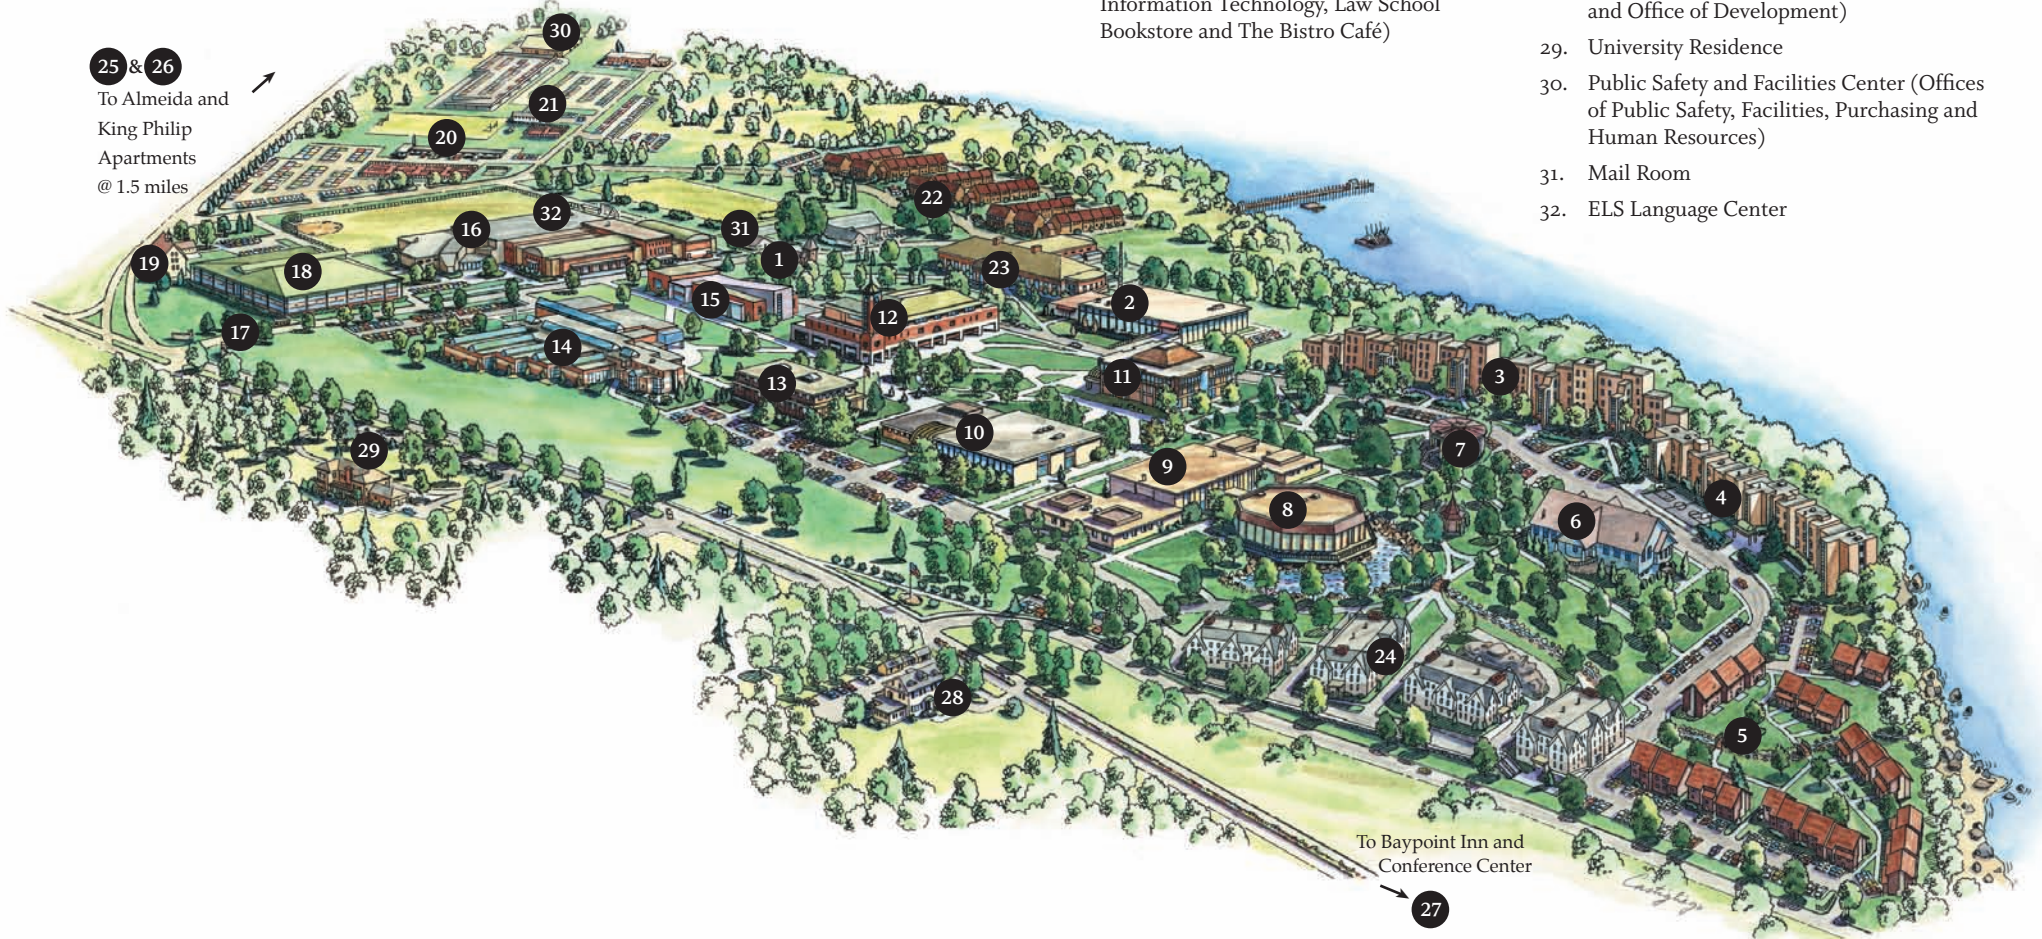 Information Technology, Law School
Bookstore and The Bistro Café)
and Office of Development)
29. University Residence
30. Public Safety and Facilities Center (Offices
of Public Safety, Facilities, Purchasing and
Human Resources)
31. Mail Room
32. ELS Language Center
25 & 26
To Almeida and
King Philip
Apartments
@ 1.5 miles
30
21
20
22
32
16
31
1
19
18
23
15
2
12
17
14
13
11
3
10
29
9
7
8
4
6
24
28
5
To Baypoint Inn and
Conference Center
27